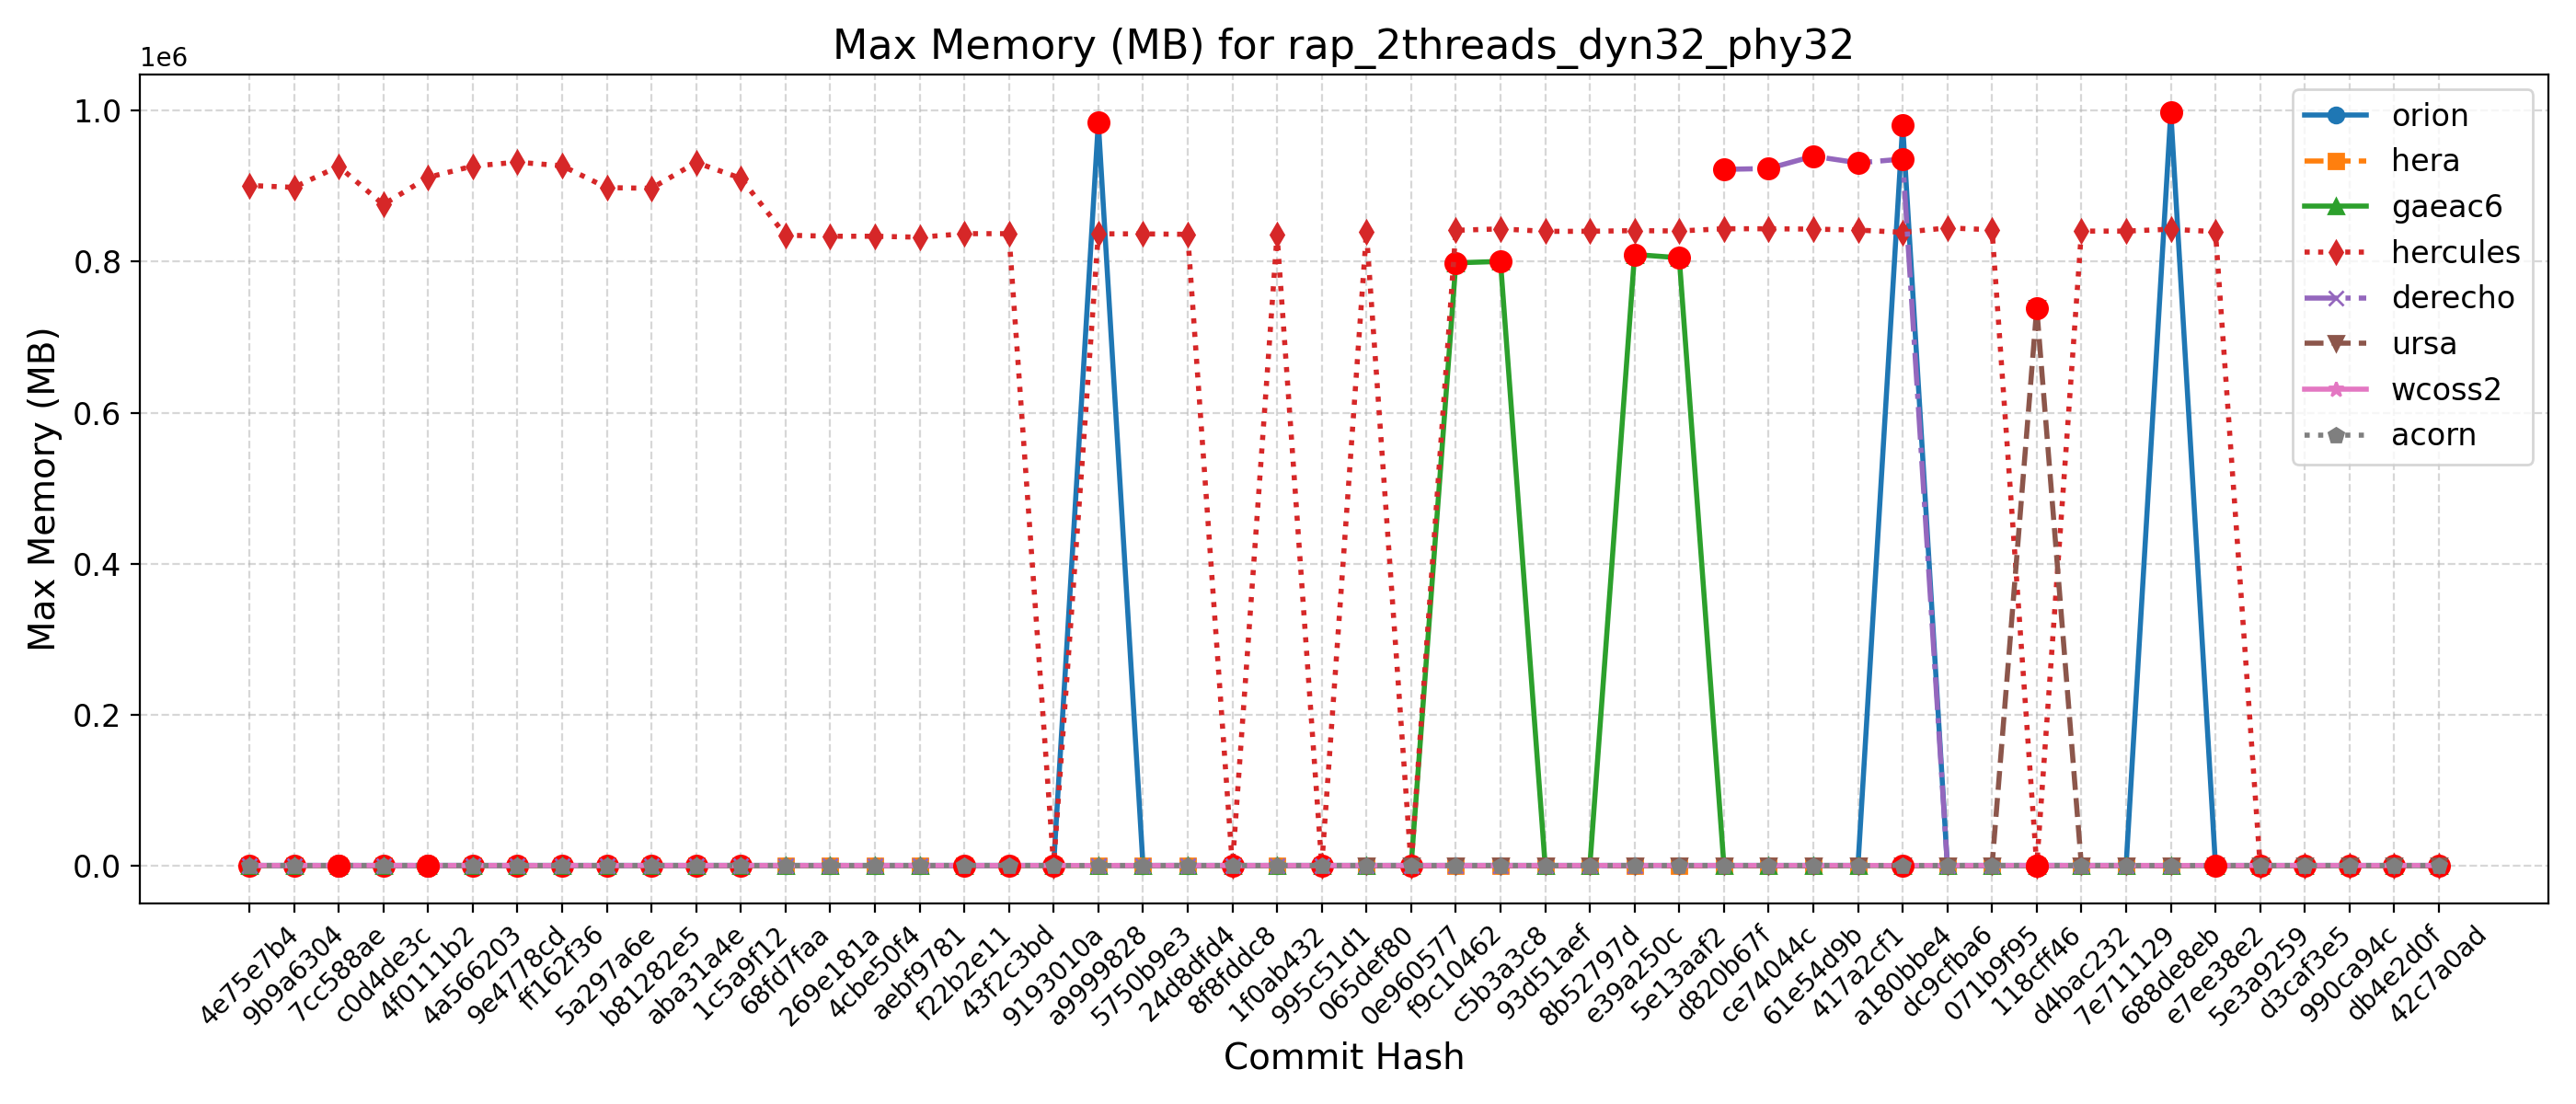 Max Memory (MB) for rap_2threads_dyn32_phy32
1e6
1.0
0.8
0.6
0.4
0.2
0.0
Max Memory (MB)
orion
hera
gaeac6
hercules
derecho
ursa
wcoss2
acorn
4e75e7b4
9b9a6304
7cc588ae
c0d4de3c
4f0111b2
4a566203
9e4778cd
ff162f36
5a297a6e
b81282e5
aba31a4e
1c5a9f12
68fd7faa
269e181a
4cbe50f4
aebf9781
f22b2e11
43f2c3bd
9193010a
a9999828
5750b9e3
24d8dfd4
8f8fddc8
1f0ab432
995c51d1
065def80
0e960577
f9c10462
c5b3a3c8
93d51aef
8b52797d
e39a250c
5e13aaf2
d820b67f
ce74044c
61e54d9b
417a2cf1
a180bbe4
dc9cfba6
071b9f95
118cff46
d4bac232
7e711129
688de8eb
e7ee38e2
5e3a9259
d3caf3e5
990ca94c
db4e2d0f
42c7a0ad
Commit Hash